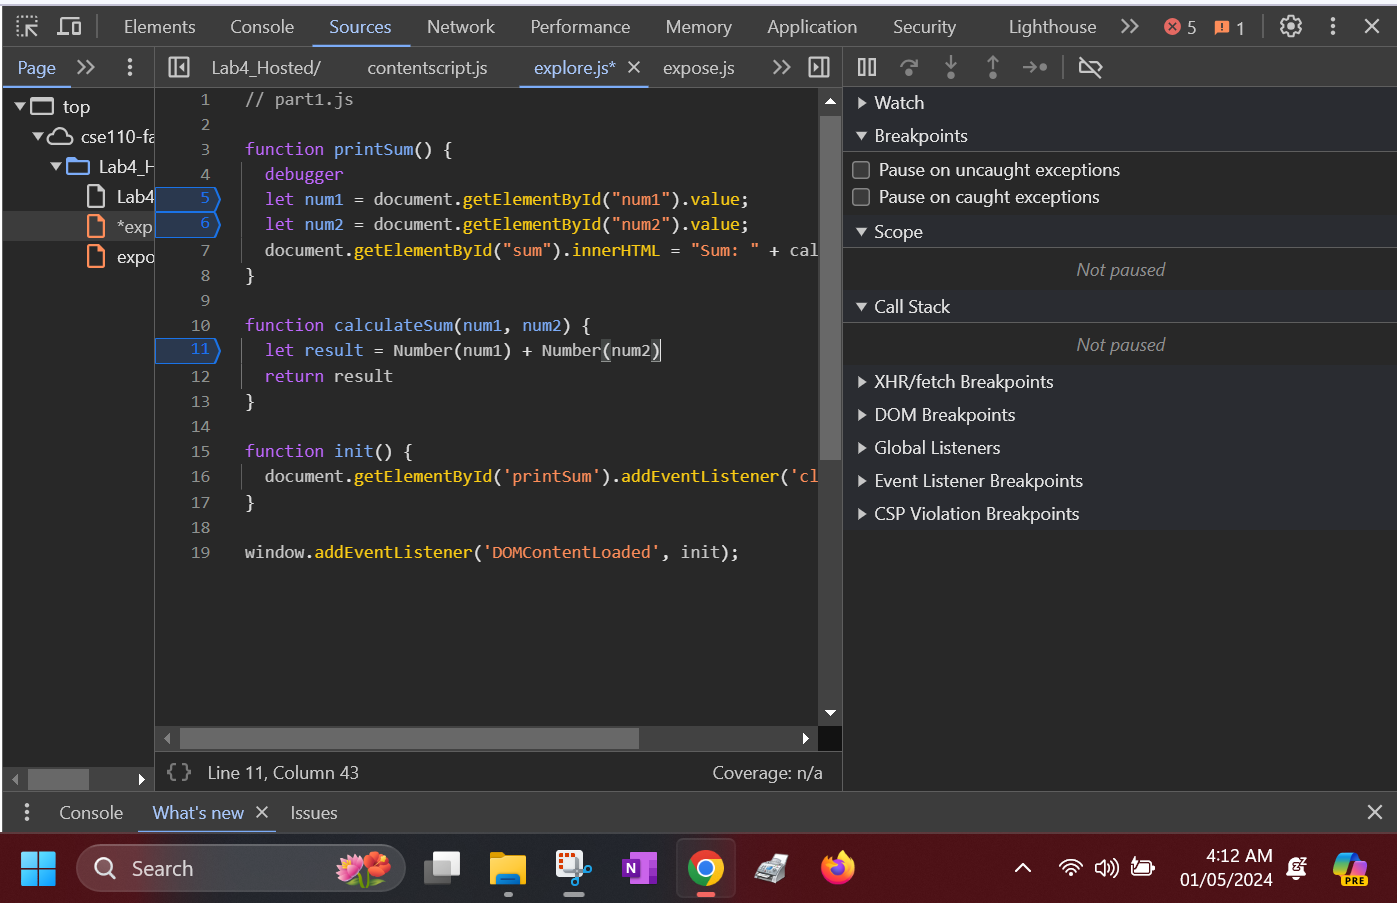 Elements Console Sources Network Performance Memory Application Security Lighthouse 5 1
Page Lab4_Hosted/ contentscript.js explore.js* expose.js
top
cse110-fa
Lab4_H
Lab4
*exp
expo
1 // part1.js
2
3 function printSum() {
4 debugger
5 let num1 = document.getElementById("num1").value;
6 let num2 = document.getElementById("num2").value;
7 document.getElementById("sum").innerHTML = "Sum: " + cal
8 }
9
10 function calculateSum(num1, num2) {
11 let result = Number(num1) + Number(num2)
12 return result
13 }
14
15 function init() {
16 document.getElementById('printSum').addEventListener('cl
17 }
18
19 window.addEventListener('DOMContentLoaded', init);
{} Line 11, Column 43 Coverage: n/a
Watch
Breakpoints
Pause on uncaught exceptions
Pause on caught exceptions
Scope
Not paused
Call Stack
Not paused
XHR/fetch Breakpoints
DOM Breakpoints
Global Listeners
Event Listener Breakpoints
CSP Violation Breakpoints
Console What's new Issues
Search
N
4:12 AM
01/05/2024
PRE